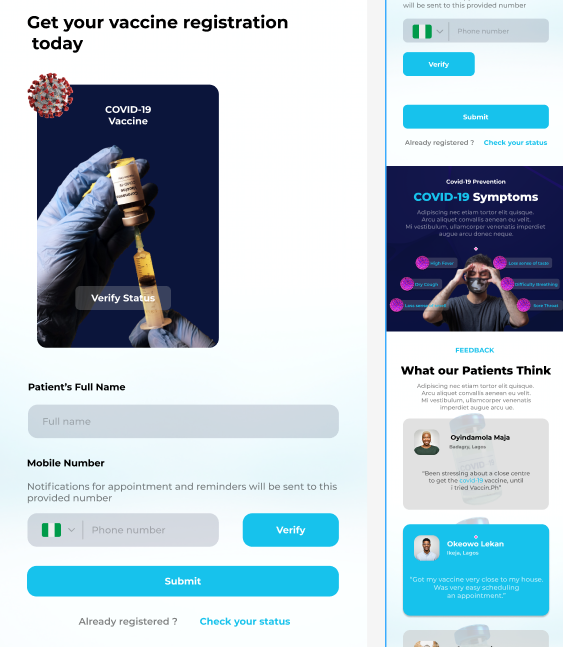 Get your vaccine registration
today
COVID-19
Vaccine
Verify Status
Patient's Full Name
Full name
Mobile Number
Notifications for appointment and reminders will be sent to this
provided number
Phone number
Verify
Submit
Already registered ? Check your status
will be sent to this provided number
Phone number
Verify
Submit
Already registered ? Check your status
Covid-19 Prevention
COVID-19 Symptoms
Adipiscing nec etiam tortor elit quisque.
Arcu aliquet convallis aenean eu velit.
Mi vestibulum, ullamcorper venenatis imperdiet
augue arcu donec neque.
High Fever
Loss sense of taste
Dry Cough
Difficulty Breathing
Loss sense of
Sore Throat
FEEDBACK
What our Patients Think
Adipiscing nec etiam tortor elit quisque.
Arcu aliquet convallis aenean eu velit.
Mi vestibulum, ullamcorper venenatis
imperdiet augue arcu ue.
Oyindamola Maja
Badagry, Lagos
"Been stressing about a close centre
to get the covid-19 vaccine, until
i tried Vaccin.Ph"
Okeowo Lekan
Ikeja, Lagos
"Got my vaccine very close to my house.
Was very easy scheduling
an appointment."